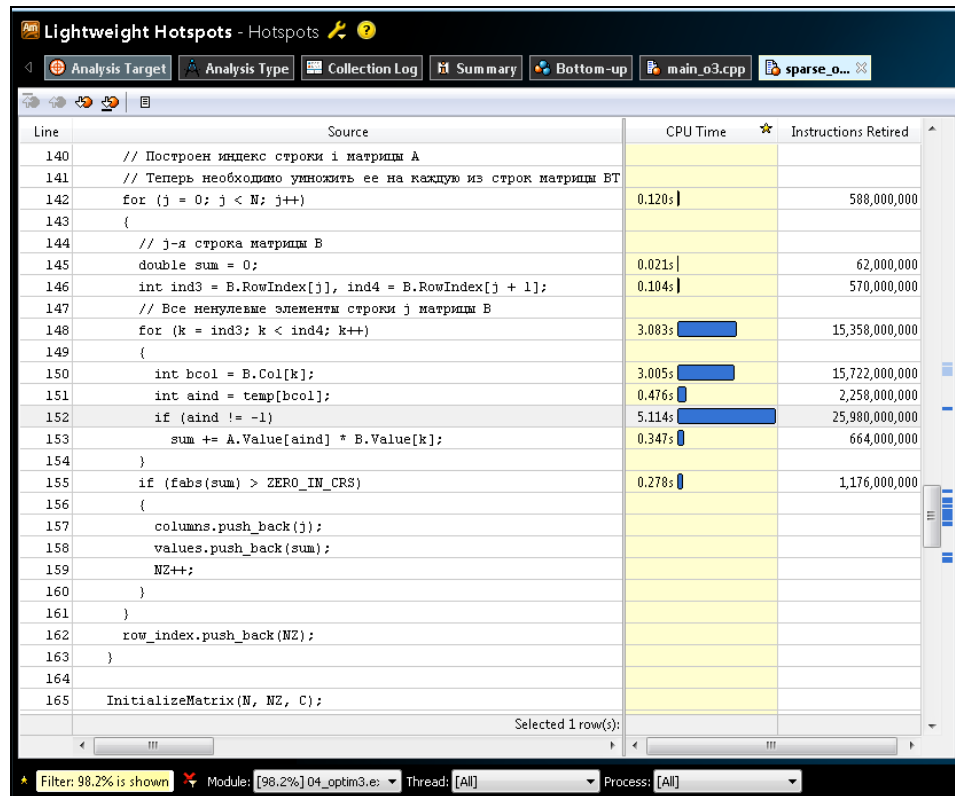 Lightweight Hotspots - Hotspots
Analysis Target Analysis Type Collection Log Summary Bottom-up main_o3.cpp sparse_o...
Line Source CPU Time Instructions Retired
140 // Построен индекс строки i матрицы A
141 // Теперь необходимо умножить ее на каждую из строк матрицы BT
142 for (j = 0; j < N; j++) 0.120s 588,000,000
143 {
144 // j-я строка матрицы B
145 double sum = 0; 0.021s 62,000,000
146 int ind3 = B.RowIndex[j], ind4 = B.RowIndex[j + 1]; 0.104s 570,000,000
147 // Все ненулевые элементы строки j матрицы B
148 for (k = ind3; k < ind4; k++) 3.083s 15,358,000,000
149 {
150 int bcol = B.Col[k]; 3.005s 15,722,000,000
151 int aind = temp[bcol]; 0.476s 2,258,000,000
152 if (aind != -1) 5.114s 25,980,000,000
153 sum += A.Value[aind] * B.Value[k]; 0.347s 664,000,000
154 }
155 if (fabs(sum) > ZERO_IN_CRS) 0.278s 1,176,000,000
156 {
157 columns.push_back(j);
158 values.push_back(sum);
159 NZ++;
160 }
161 }
162 row_index.push_back(NZ);
163 }
164
165 InitializeMatrix(N, NZ, C);
Selected 1 row(s):
Filter: 98.2% is shown Module: [98.2%] 04_optim3.e: Thread: [All] Process: [All]